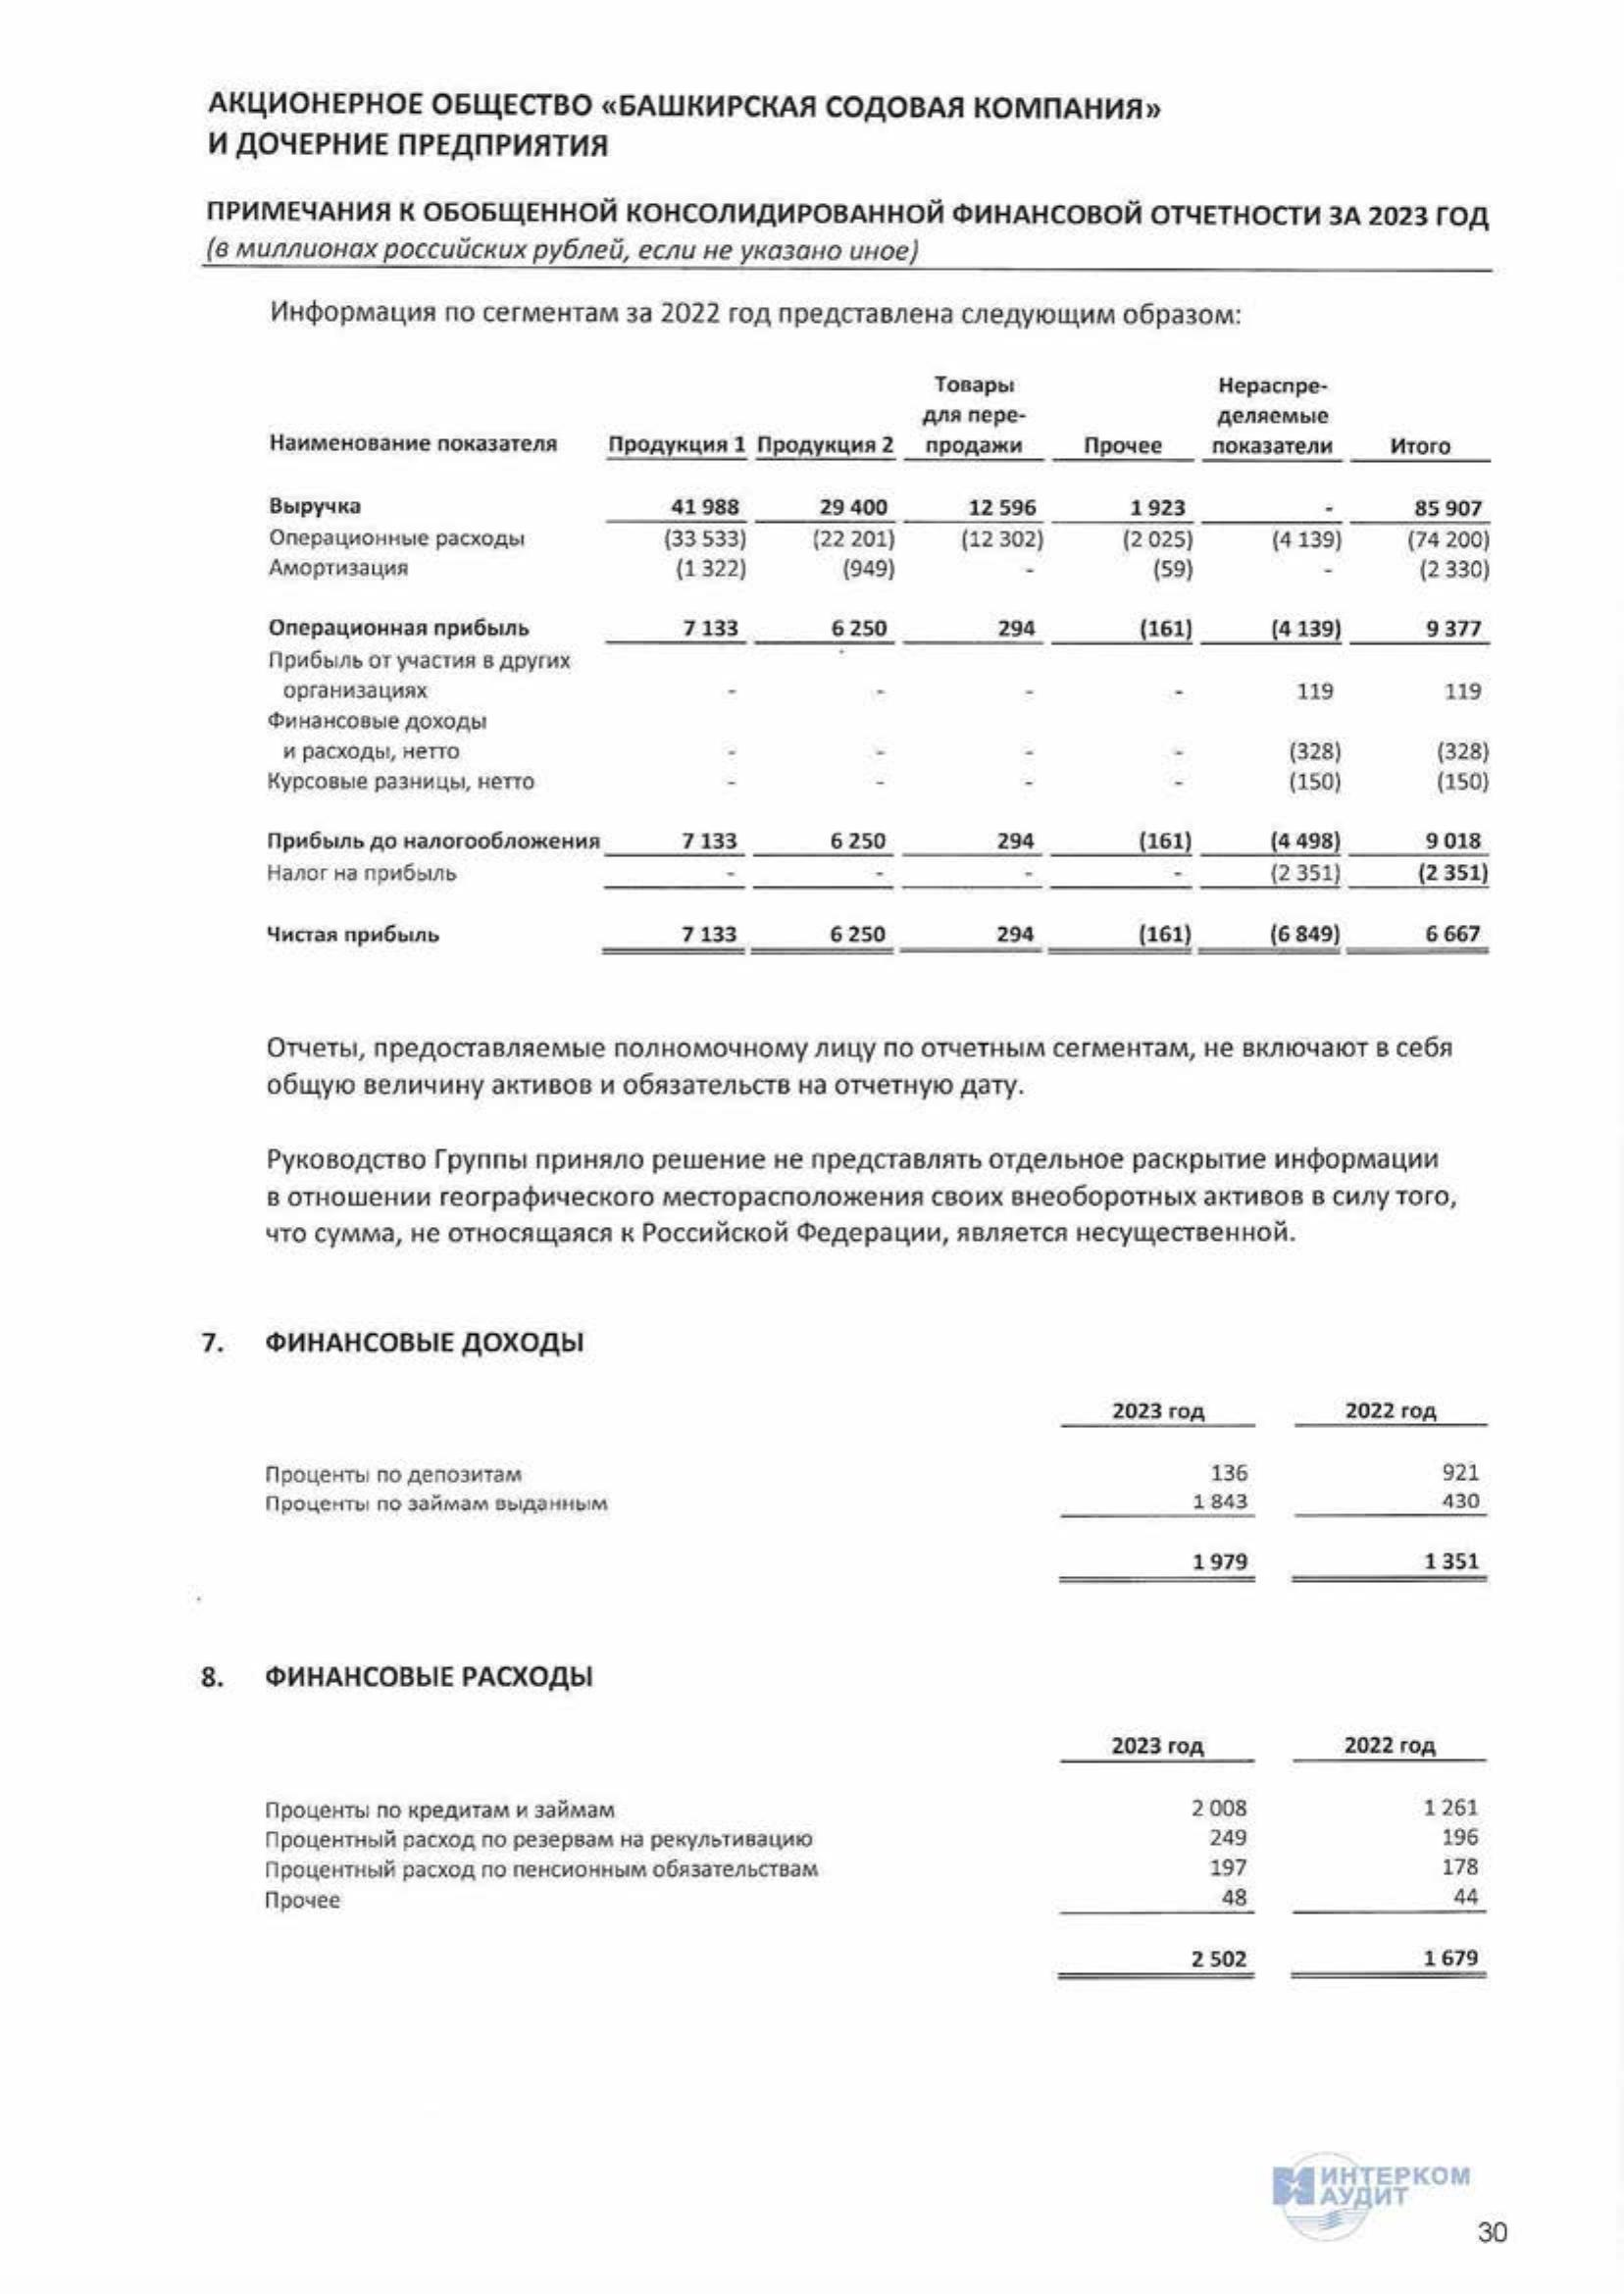 АКЦИОНЕРНОЕ ОБЩЕСТВО «БАШКИРСКАЯ СОДОВАЯ КОМПАНИЯ»
И ДОЧЕРНИЕ ПРЕДПРИЯТИЯ
ПРИМЕЧАНИЯ К ОБОБЩЕННОЙ КОНСОЛИДИРОВАННОЙ ФИНАНСОВОЙ ОТЧЕТНОСТИ ЗА 2023 ГОД
(в миллионах российских рублей, если не указано иное)
Информация по сегментам за 2022 год представлена следующим образом:
Товары Нераспре-
для пере- деляемые
Наименование показателя Продукция 1 Продукция 2 продажи Прочее показатели Итого
Выручка 41 988 29 400 12 596 1 923 - 85 907
Операционные расходы (33 533) (22 201) (12 302) (2 025) (4 139) (74 200)
Амортизация (1 322) (949) - (59) - (2 330)
Операционная прибыль 7 133 6 250 294 (161) (4 139) 9 377
Прибыль от участия в других
организациях - - - - 119 119
Финансовые доходы
и расходы, нетто - - - - (328) (328)
Курсовые разницы, нетто - - - - (150) (150)
Прибыль до налогообложения 7 133 6 250 294 (161) (4 498) 9 018
Налог на прибыль - - - - (2 351) (2 351)
Чистая прибыль 7 133 6 250 294 (161) (6 849) 6 667
Отчеты, предоставляемые полномочному лицу по отчетным сегментам, не включают в себя
общую величину активов и обязательств на отчетную дату.
Руководство Группы приняло решение не представлять отдельное раскрытие информации
в отношении географического месторасположения своих внеоборотных активов в силу того,
что сумма, не относящаяся к Российской Федерации, является несущественной.
7. ФИНАНСОВЫЕ ДОХОДЫ
2023 год 2022 год
Проценты по депозитам 136 921
Проценты по займам выданным 1 843 430
1 979 1 351
8. ФИНАНСОВЫЕ РАСХОДЫ
2023 год 2022 год
Проценты по кредитам и займам 2 008 1 261
Процентный расход по резервам на рекультивацию 249 196
Процентный расход по пенсионным обязательствам 197 178
Прочее 48 44
2 502 1 679
ИНТЕРКОМ
АУДИТ
30